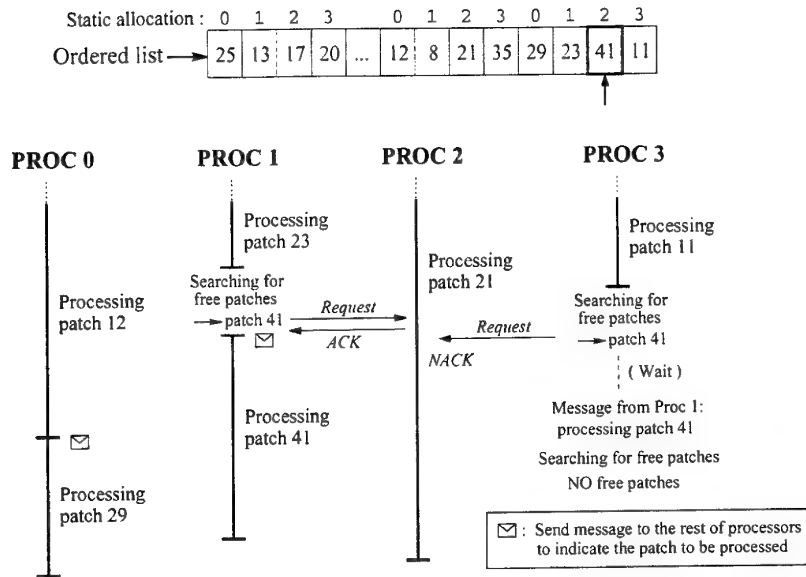 Static allocation : 0 1 2 3 0 1 2 3 0 1 2 3
Ordered list 25 13 17 20 ... 12 8 21 35 29 23 41 11
PROC 0 PROC 1 PROC 2 PROC 3
Processing
patch 12
Processing
patch 29
Processing
patch 23
Searching for
free patches
patch 41
Processing
patch 41
Request
ACK
Processing
patch 21
Request
NACK
Processing
patch 11
Searching for
free patches
patch 41
( Wait )
Message from Proc 1:
processing patch 41
Searching for free patches
NO free patches
: Send message to the rest of processors
to indicate the patch to be processed